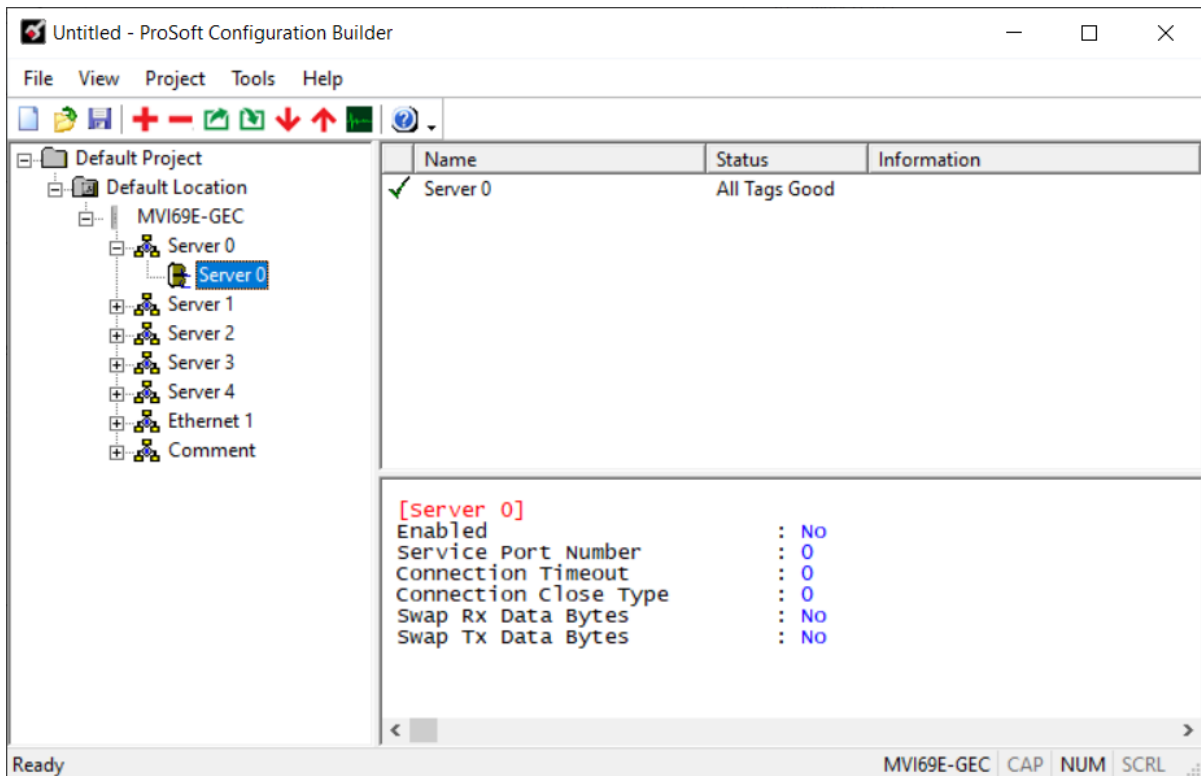 Untitled - ProSoft Configuration Builder
File View Project Tools Help
Default Project
Default Location
MVI69E-GEC
Server 0
Server 0
Server 1
Server 2
Server 3
Server 4
Ethernet 1
Comment
Name Status Information
Server 0 All Tags Good
[Server 0]
Enabled : No
Service Port Number : 0
Connection Timeout : 0
Connection Close Type : 0
Swap Rx Data Bytes : No
Swap Tx Data Bytes : No
Ready MVI69E-GEC CAP NUM SCRL